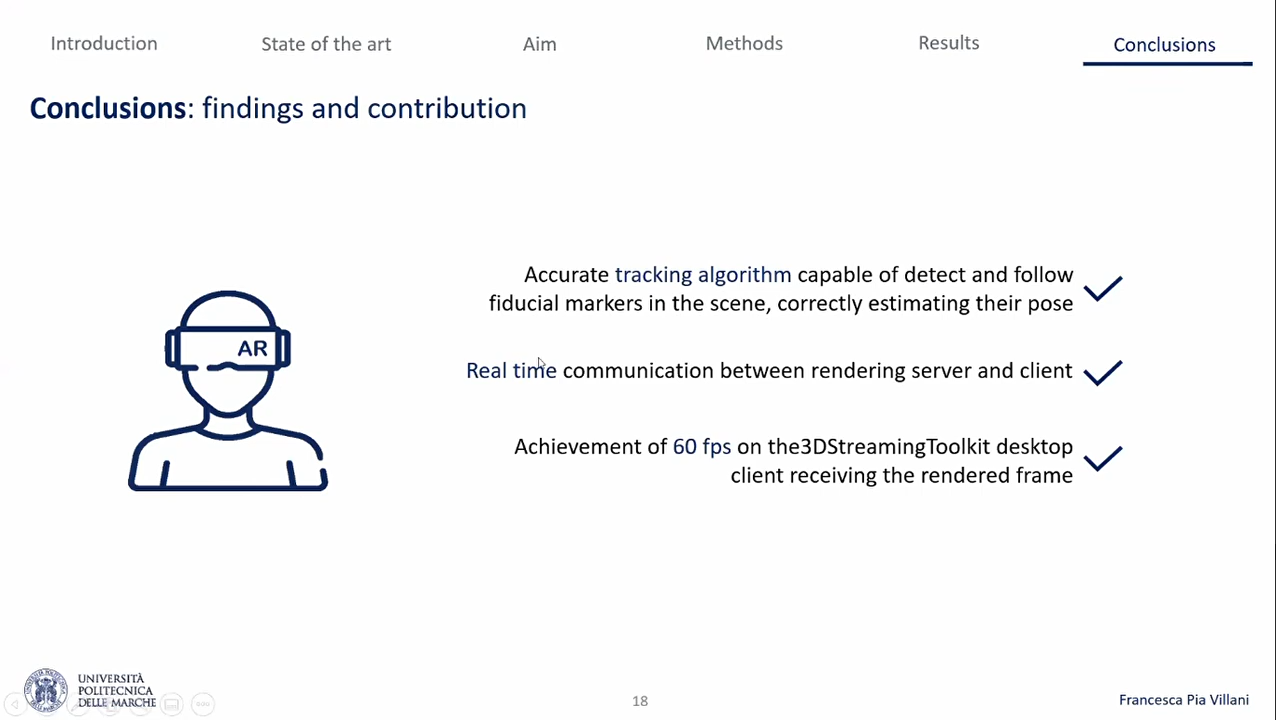 Introduction
State of the art
Aim
Methods
Results
Conclusions
Conclusions: findings and contribution
Accurate tracking algorithm capable of detect and follow
fiducial markers in the scene, correctly estimating their pose
AR
Real time communication between rendering server and client
Achievement of 60 fps on the3DStreamingToolkit desktop
client receiving the rendered frame
UNIVERSITÀ
POLITECNICA
DELLE MARCHE
18
Francesca Pia Villani